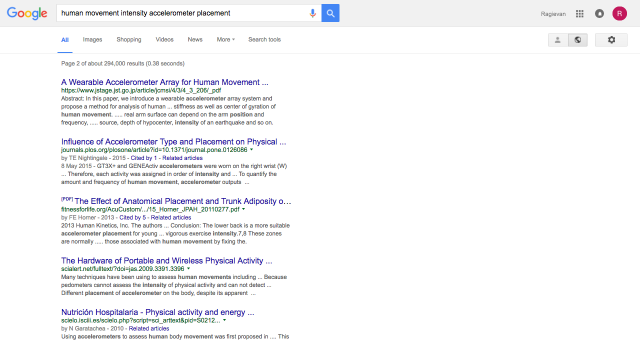 Google
human movement intensity accelerometer placement
Ragavan
R
All Images Shopping Videos News More Search tools
Page 2 of about 294,000 results (0.38 seconds)
A Wearable Accelerometer Array for Human Movement ...
https://www.jstage.jst.go.jp/article/jcmsi/4/3/4_3_206/_pdf
Abstract: In this paper, we introduce a wearable accelerometer array system and
propose a method for analysis of human ... stiffness as well as center of gyration of
human movement. ..... real arm surface can depend on the arm position and
frequency, ..... source, depth of hypocenter, intensity of an earthquake and so on.
Influence of Accelerometer Type and Placement on Physical ...
journals.plos.org/plosone/article?id=10.1371/journal.pone.0126086
by TE Nightingale - 2015 - Cited by 1 - Related articles
8 May 2015 - GT3X+ and GENEActiv accelerometers were worn on the right wrist (W)
... Therefore, each activity was assigned in order of intensity and ... To quantify the
amount and frequency of human movement, accelerometer outputs ...
[PDF] The Effect of Anatomical Placement and Trunk Adiposity o...
fitnessforlife.org/AcuCustom/.../15_Horner_JPAH_20110277.pdf
by FE Horner - 2013 - Cited by 5 - Related articles
2013 Human Kinetics, Inc. The authors ... Conclusion: The lower back is a more suitable
accelerometer placement for young ... vigorous exercise intensity.7,8 These zones
are normally ..... those associated with human movement by fixing the.
The Hardware of Portable and Wireless Physical Activity ...
scialert.net/fulltext/?doi=jas.2009.3391.3396
Many techniques have been using to assess human movements including ... Because
pedometers cannot assess the intensity of physical activity and can not detect ...
Different placement of accelerometer on the body, despite its apparent ...
Nutrición Hospitalaria - Physical activity and energy ...
scielo.isciii.es/scielo.php?script=sci_arttext&pid=S0212...
by N Garatachea - 2010 - Related articles
Using accelerometers to assess human body movement was first proposed in .... This